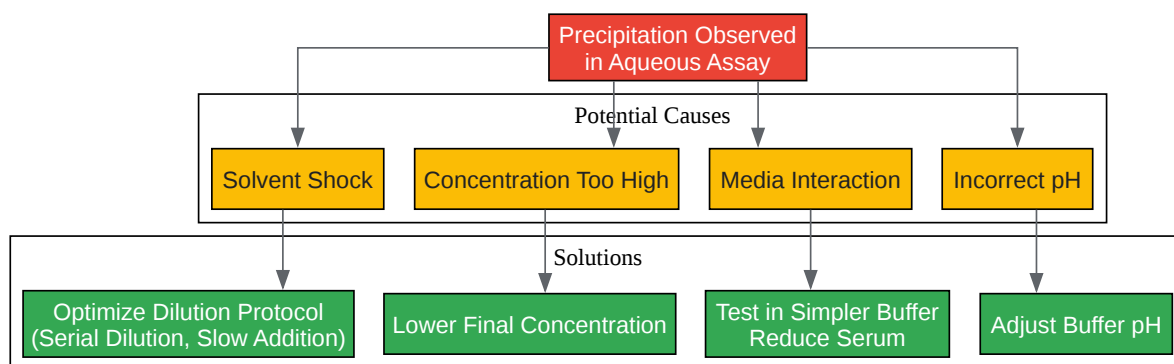 Precipitation Observed
in Aqueous Assay
Potential Causes
Solvent Shock
Concentration Too High
Media Interaction
Incorrect pH
Solutions
Optimize Dilution Protocol
(Serial Dilution, Slow Addition)
Lower Final Concentration
Test in Simpler Buffer
Reduce Serum
Adjust Buffer pH